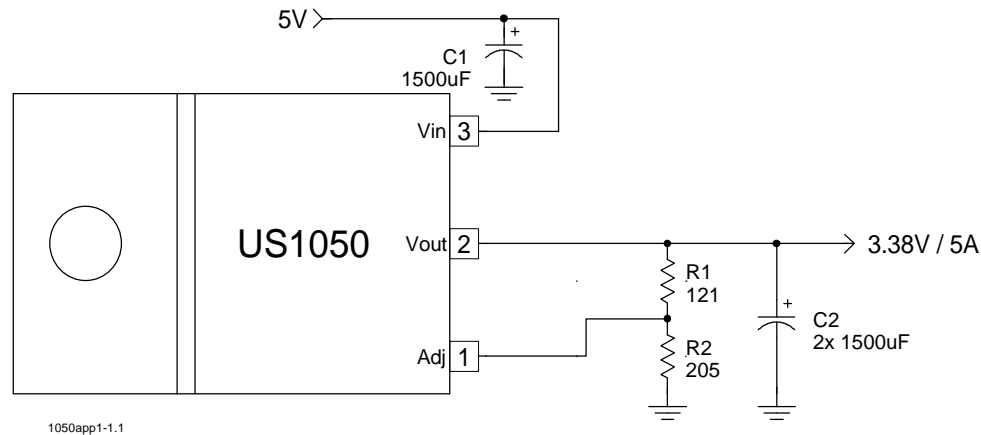 5V
+
C1
1500uF
Vin 3
US1050
Vout 2
3.38V / 5A
R1
121
+
C2
2x 1500uF
Adj 1
R2
205
1050app1-1.1